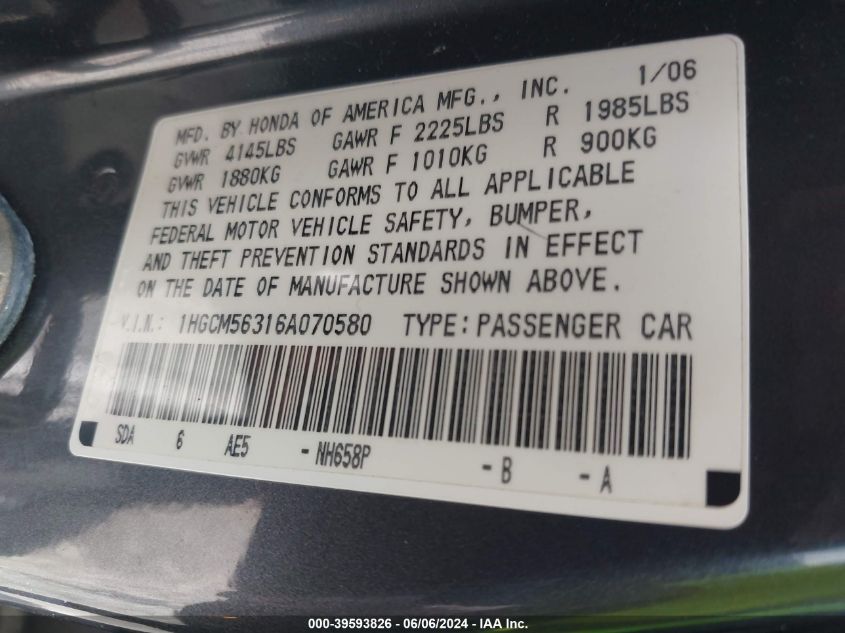 MFD. BY HONDA OF AMERICA MFG., INC. 1/06
GVWR 4145LBS GAWR F 2225LBS R 1985LBS
GVWR 1880KG GAWR F 1010KG R 900KG
THIS VEHICLE CONFORMS TO ALL APPLICABLE
FEDERAL MOTOR VEHICLE SAFETY, BUMPER,
AND THEFT PREVENTION STANDARDS IN EFFECT
ON THE DATE OF MANUFACTURE SHOWN ABOVE.
V.I.N.: 1HGCM56316A070580 TYPE: PASSENGER CAR
SDA 6 AE5 - NH658P - B - A
000-39593826 - 06/06/2024 - IAA Inc.